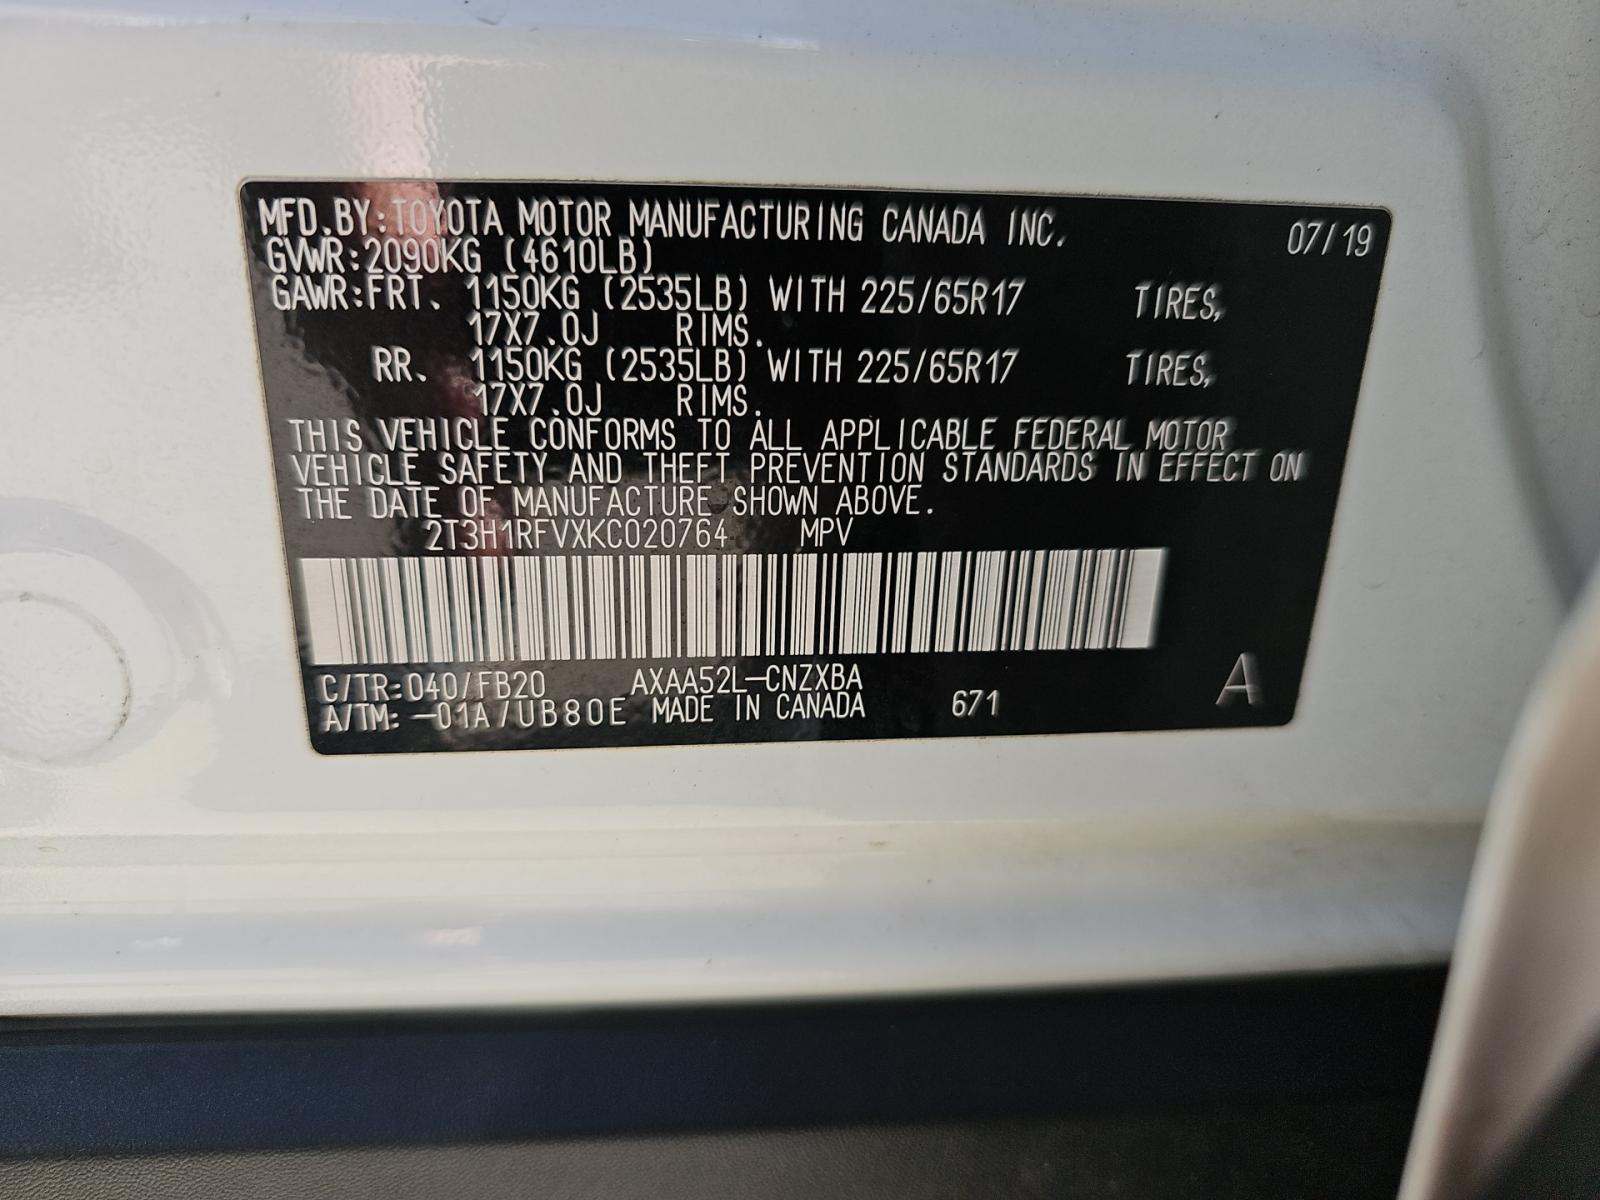 MFD.BY:TOYOTA MOTOR MANUFACTURING CANADA INC. 07/19
GVWR:2090KG (4610LB)
GAWR:FRT. 1150KG (2535LB) WITH 225/65R17 TIRES,
17X7.0J RIMS.
RR. 1150KG (2535LB) WITH 225/65R17 TIRES,
17X7.0J RIMS.
THIS VEHICLE CONFORMS TO ALL APPLICABLE FEDERAL MOTOR
VEHICLE SAFETY AND THEFT PREVENTION STANDARDS IN EFFECT ON
THE DATE OF MANUFACTURE SHOWN ABOVE.
2T3H1RFVXKC020764 MPV
C/TR:040/FB20 AXAA52L-CNZXBA
A/TM:-01A/UB80E MADE IN CANADA 671 A